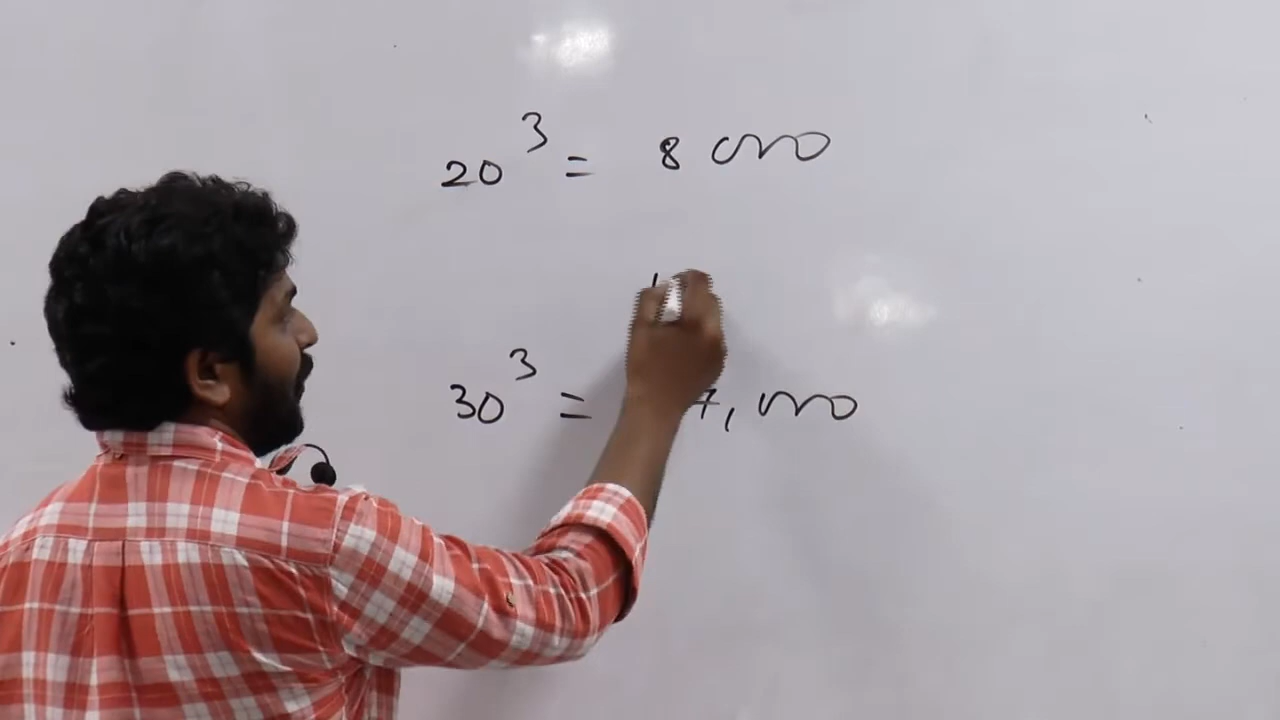 20³ = 8 000
30³ = 7,000